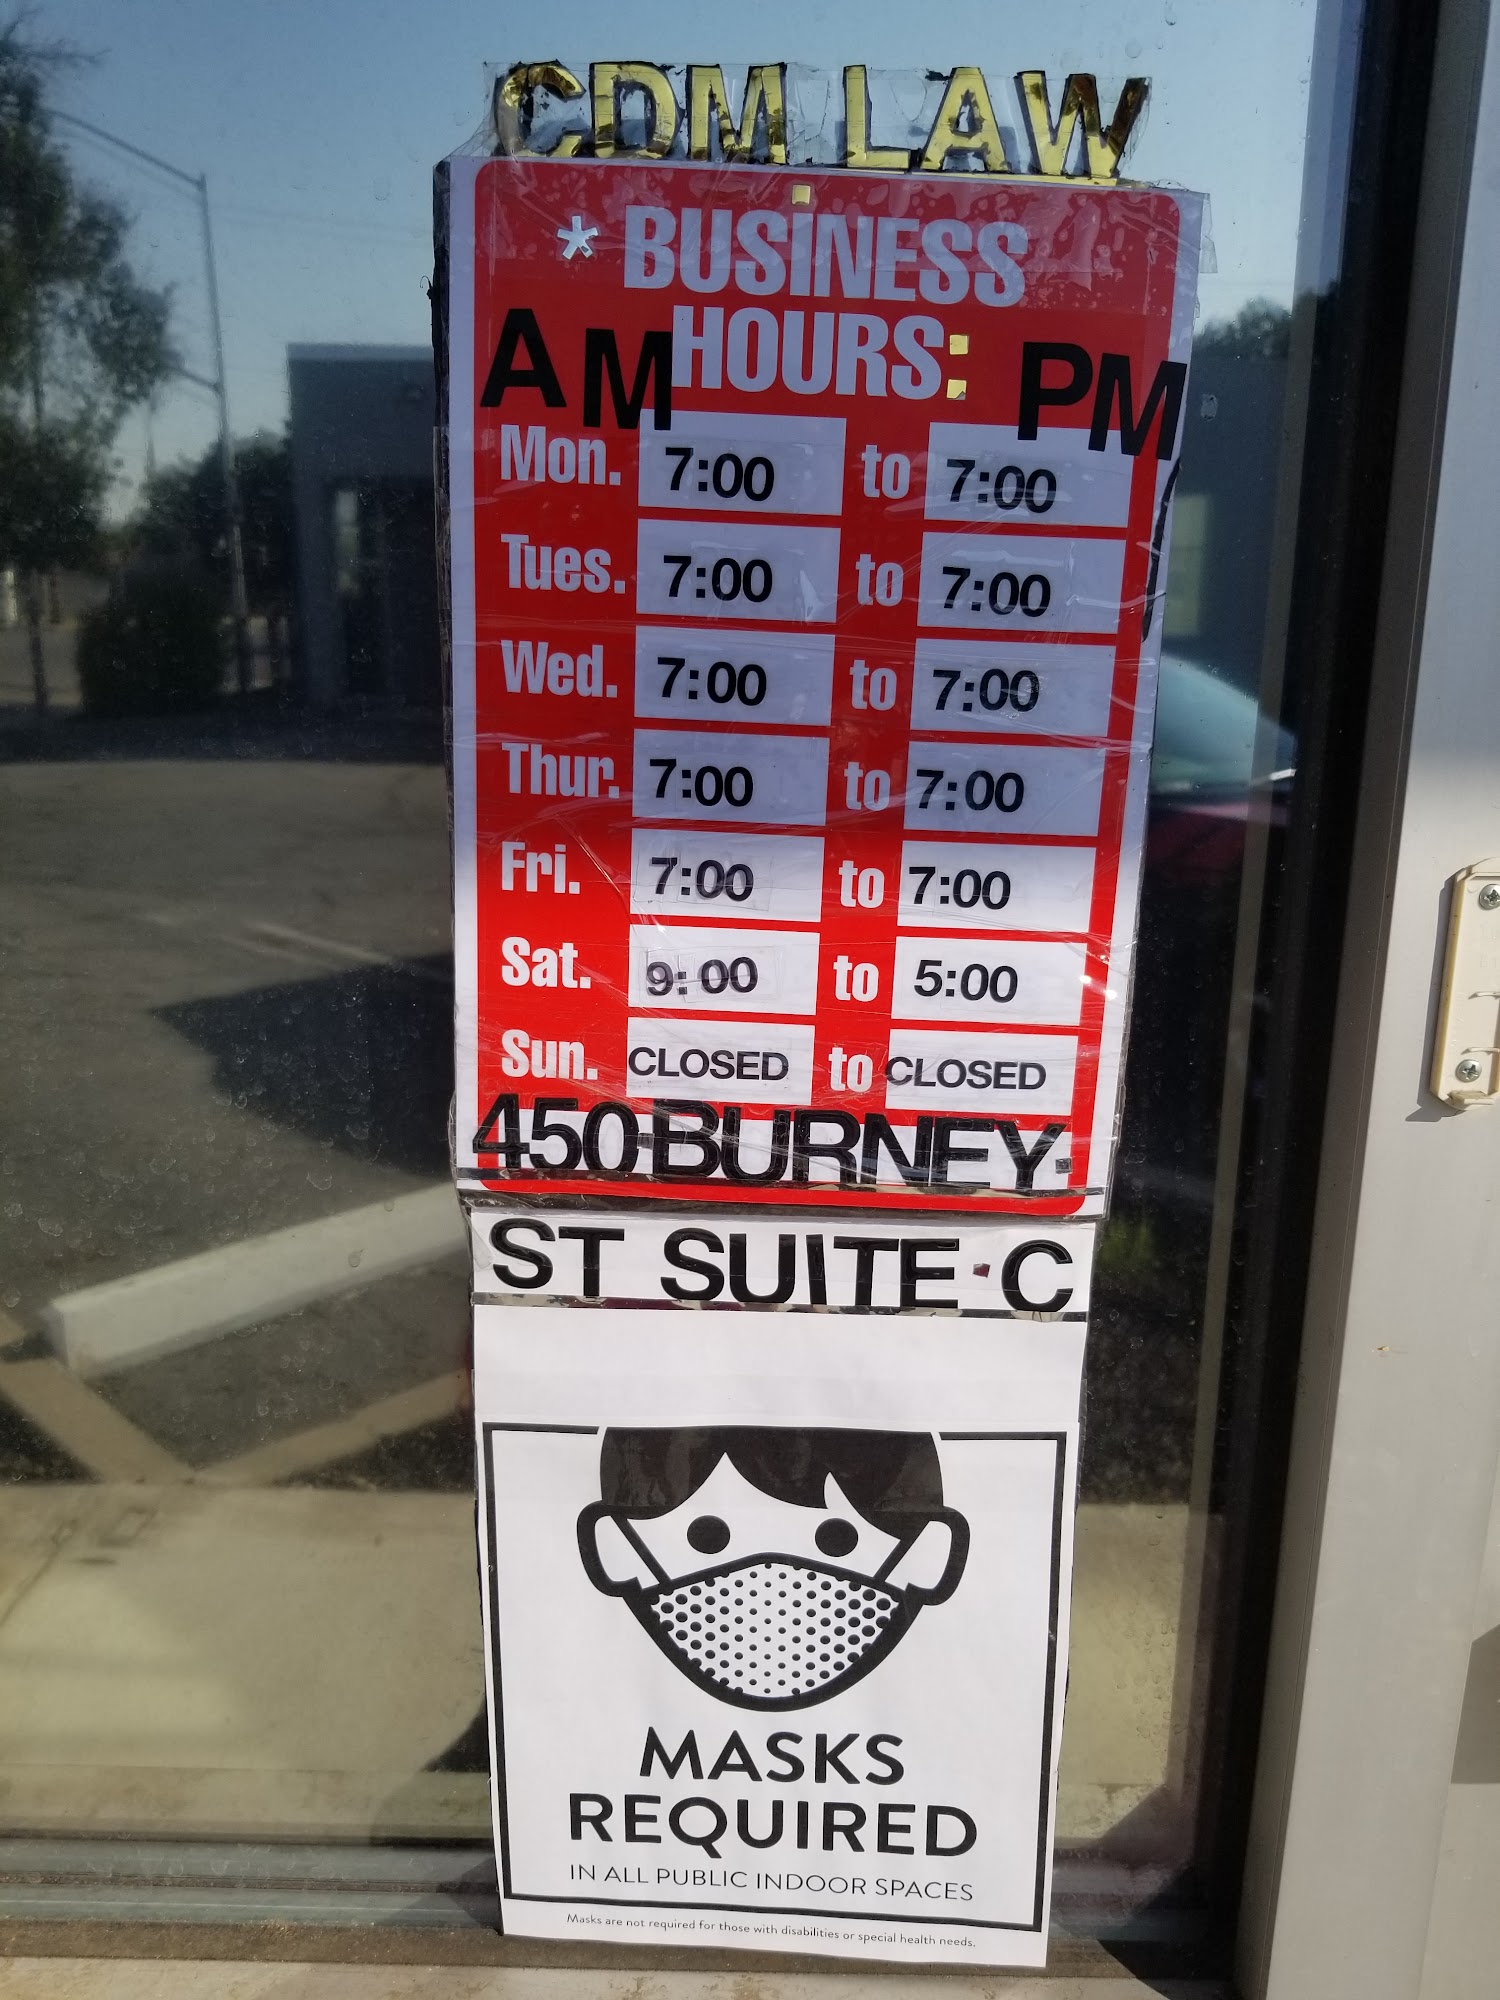 CDM LAW
* BUSINESS
HOURS:
AM PM
Mon. 7:00 to 7:00
Tues. 7:00 to 7:00
Wed. 7:00 to 7:00
Thur. 7:00 to 7:00
Fri. 7:00 to 7:00
Sat. 9:00 to 5:00
Sun. CLOSED to CLOSED
450 BURNEY
ST SUITE C
MASKS
REQUIRED
IN ALL PUBLIC INDOOR SPACES
Masks are not required for those with disabilities or special health needs.